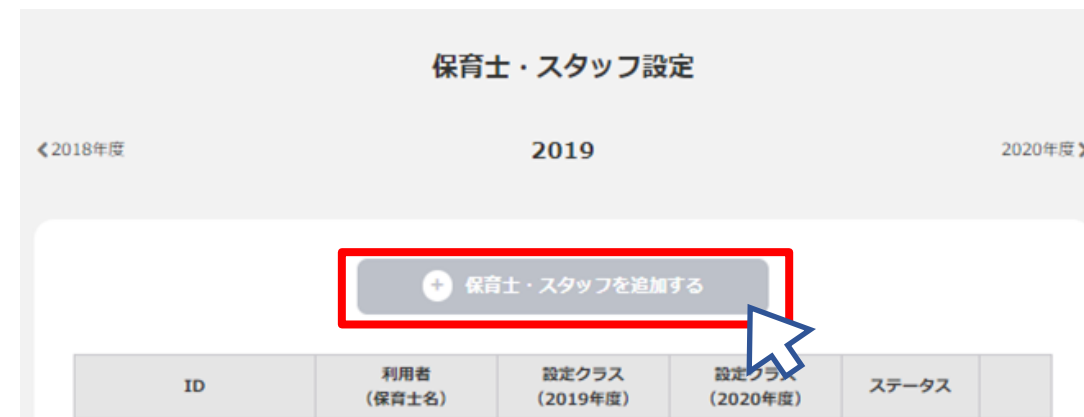 保育士・スタッフ設定
2018年度 2019 2020年度
保育士・スタッフを追加する
ID 利用者 設定クラス 設定クラス ステータス
(保育士名) (2019年度) (2020年度)